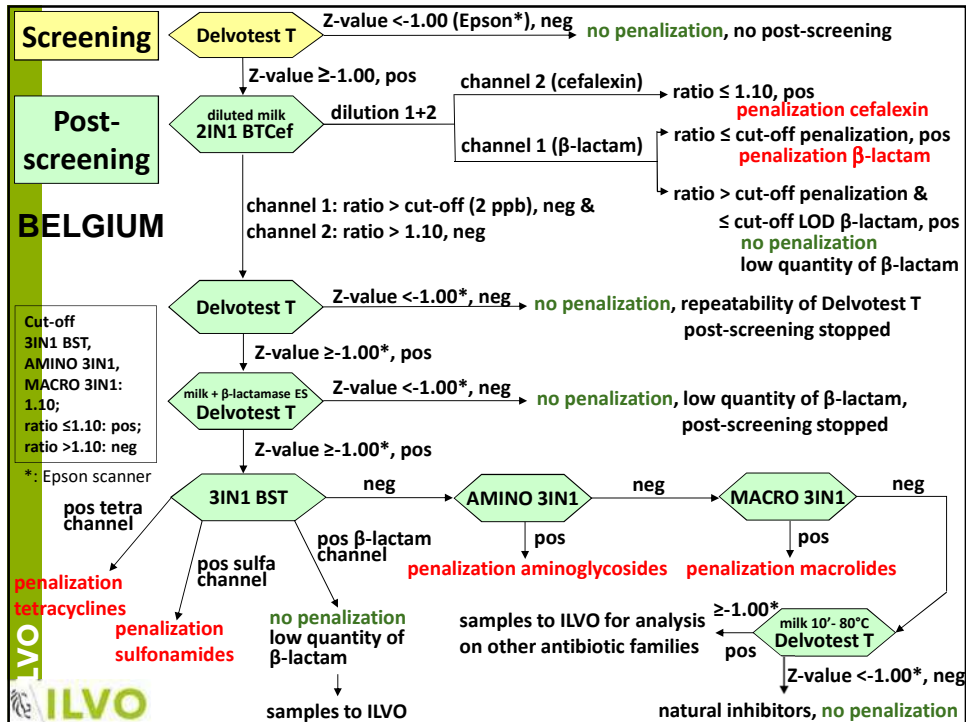 Screening
Delvotest T
Z-value <-1.00 (Epson*), neg
no penalization, no post-screening
Z-value ≥-1.00, pos
Post-
screening
diluted milk
2IN1 BTCef
dilution 1+2
channel 2 (cefalexin)
ratio ≤ 1.10, pos
penalization cefalexin
channel 1 (β-lactam)
ratio ≤ cut-off penalization, pos
penalization β-lactam
ratio > cut-off penalization &
≤ cut-off LOD β-lactam, pos
no penalization
low quantity of β-lactam
BELGIUM
channel 1: ratio > cut-off (2 ppb), neg &
channel 2: ratio > 1.10, neg
Delvotest T
Z-value <-1.00*, neg
no penalization, repeatability of Delvotest T
post-screening stopped
Cut-off
3IN1 BST,
AMINO 3IN1,
MACRO 3IN1:
1.10;
ratio ≤1.10: pos;
ratio >1.10: neg
*: Epson scanner
Z-value ≥-1.00*, pos
milk + β-lactamase ES
Delvotest T
Z-value <-1.00*, neg
no penalization, low quantity of β-lactam,
post-screening stopped
Z-value ≥-1.00*, pos
3IN1 BST
neg
AMINO 3IN1
neg
MACRO 3IN1
neg
pos tetra
channel
pos sulfa
channel
pos β-lactam
channel
pos
pos
penalization
tetracyclines
penalization
sulfonamides
no penalization
low quantity of
β-lactam
samples to ILVO
penalization aminoglycosides
penalization macrolides
milk 10'- 80°C
Delvotest T
≥-1.00*
pos
samples to ILVO for analysis
on other antibiotic families
Z-value <-1.00*, neg
natural inhibitors, no penalization
LVO
ILVO